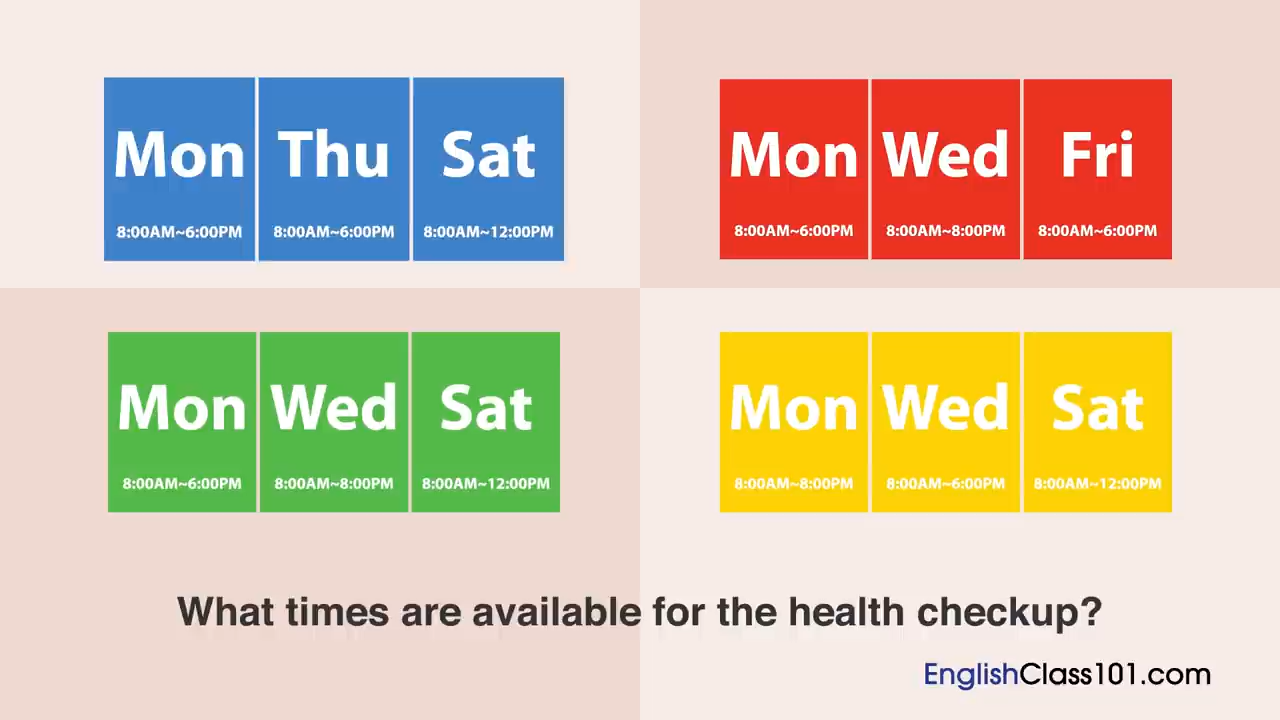 Mon Thu Sat
8:00AM~6:00PM 8:00AM~6:00PM 8:00AM~12:00PM
Mon Wed Fri
8:00AM~6:00PM 8:00AM~8:00PM 8:00AM~6:00PM
Mon Wed Sat
8:00AM~6:00PM 8:00AM~8:00PM 8:00AM~12:00PM
Mon Wed Sat
8:00AM~8:00PM 8:00AM~6:00PM 8:00AM~12:00PM
What times are available for the health checkup?
EnglishClass101.com